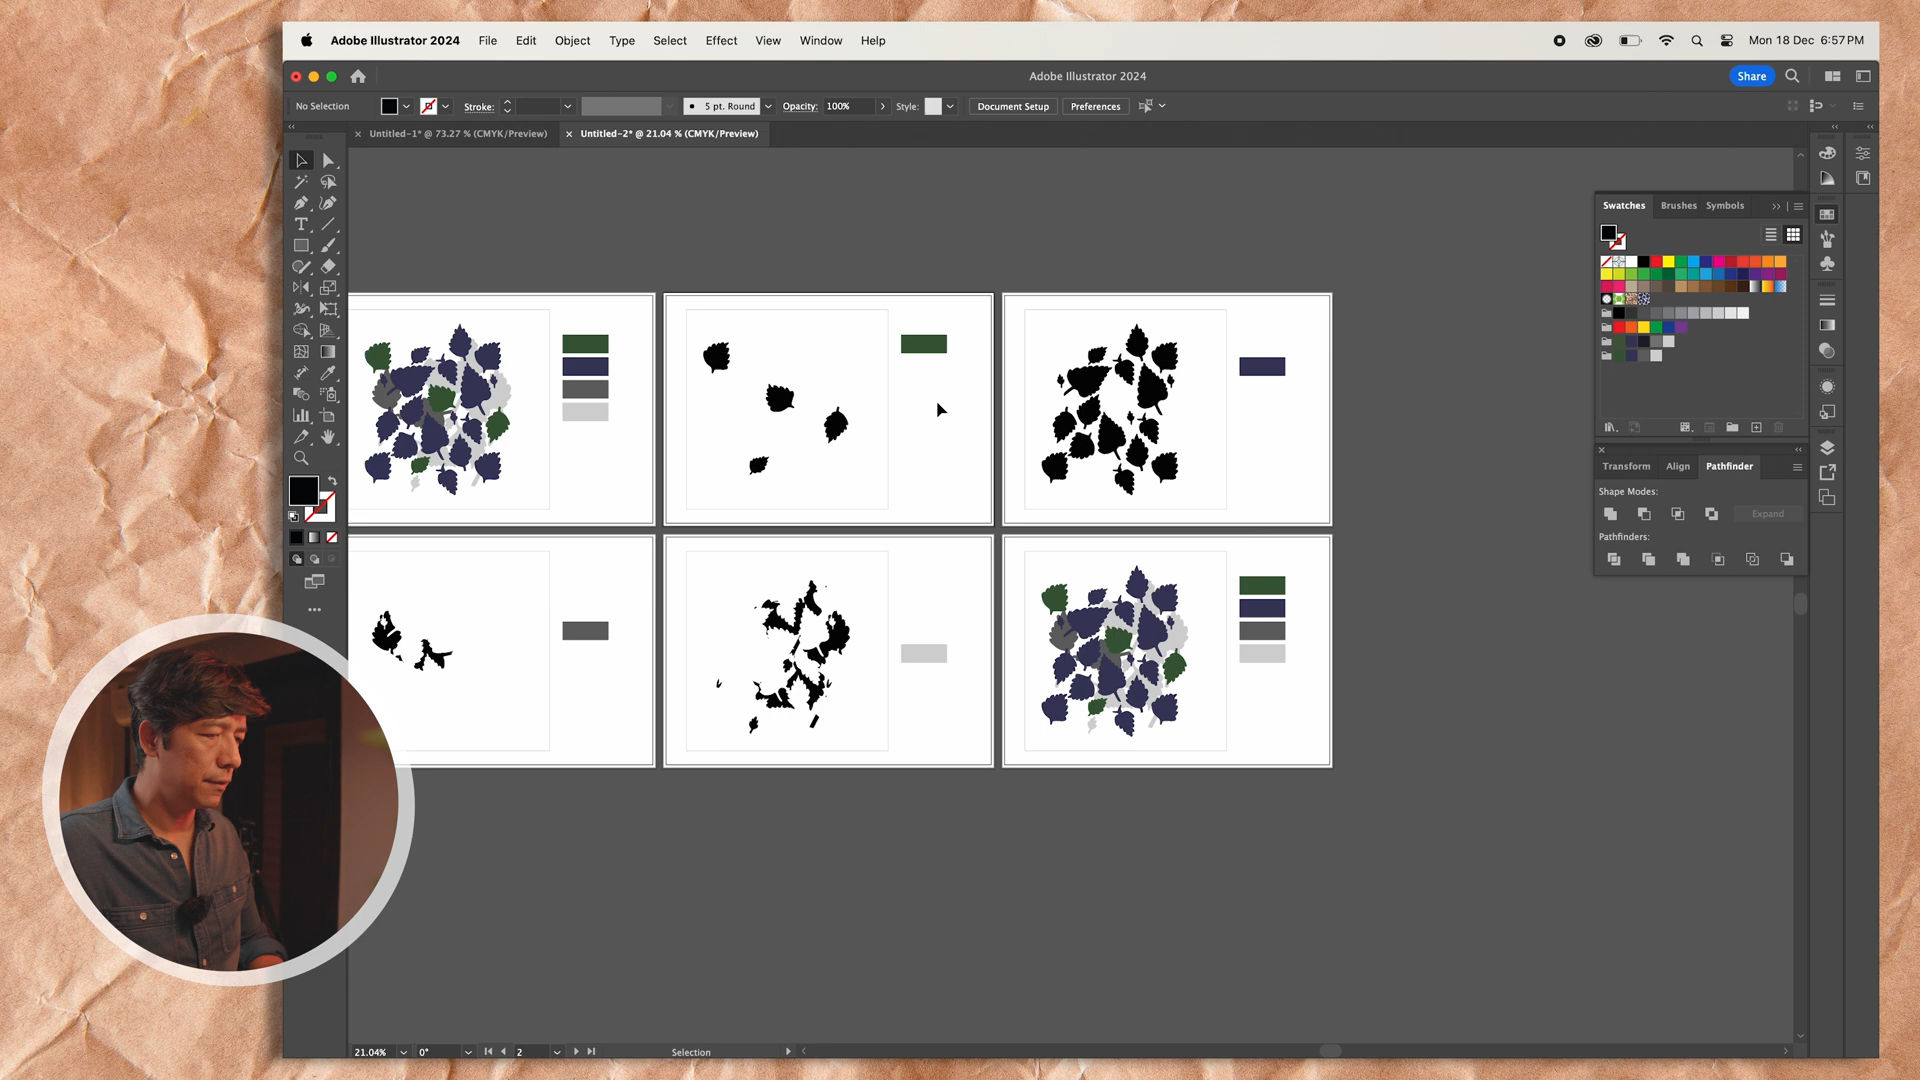 Adobe Illustrator 2024 File Edit Object Type Select Effect View Window Help Mon 18 Dec 6:57 PM
Adobe Illustrator 2024 Share
No Selection Stroke: 5 pt. Round Opacity: 100% Style: Document Setup Preferences
Untitled-1* @ 73.27 % (CMYK/Preview) Untitled-2* @ 21.04 % (CMYK/Preview)
Swatches Brushes Symbols
Transform Align Pathfinder
Shape Modes:
Expand
Pathfinders:
21.04% 0° 2 Selection